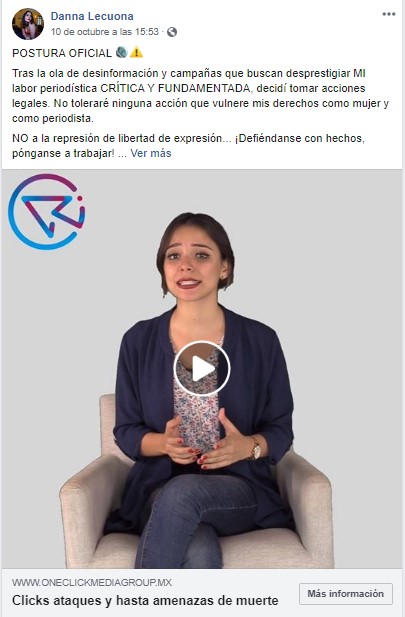 Danna Lecuona
10 de octubre a las 15:53 ·
POSTURA OFICIAL 🌎⚠️
Tras la ola de desinformación y campañas que buscan desprestigiar MI
labor periodística CRÍTICA Y FUNDAMENTADA, decidí tomar acciones
legales. No toleraré ninguna acción que vulnere mis derechos como mujer y
como periodista.
NO a la represión de libertad de expresión... ¡Defiéndanse con hechos,
pónganse a trabajar! ... Ver más
WWW.ONECLICKMEDIAGROUP.MX
Clicks ataques y hasta amenazas de muerte
Más información